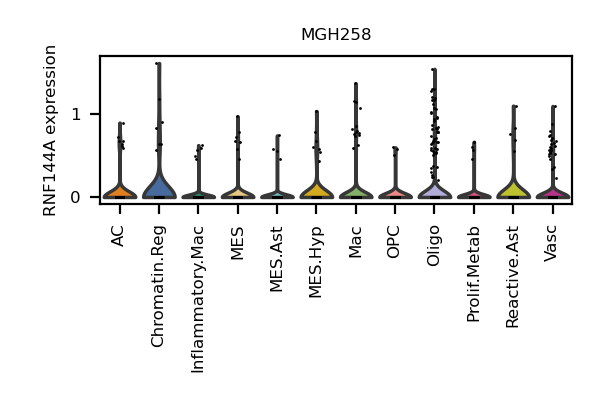 MGH258
RNF144A expression
1
0
AC
Chromatin.Reg
Inflammatory.Mac
MES
MES.Ast
MES.Hyp
Mac
OPC
Oligo
Prolif.Metab
Reactive.Ast
Vasc